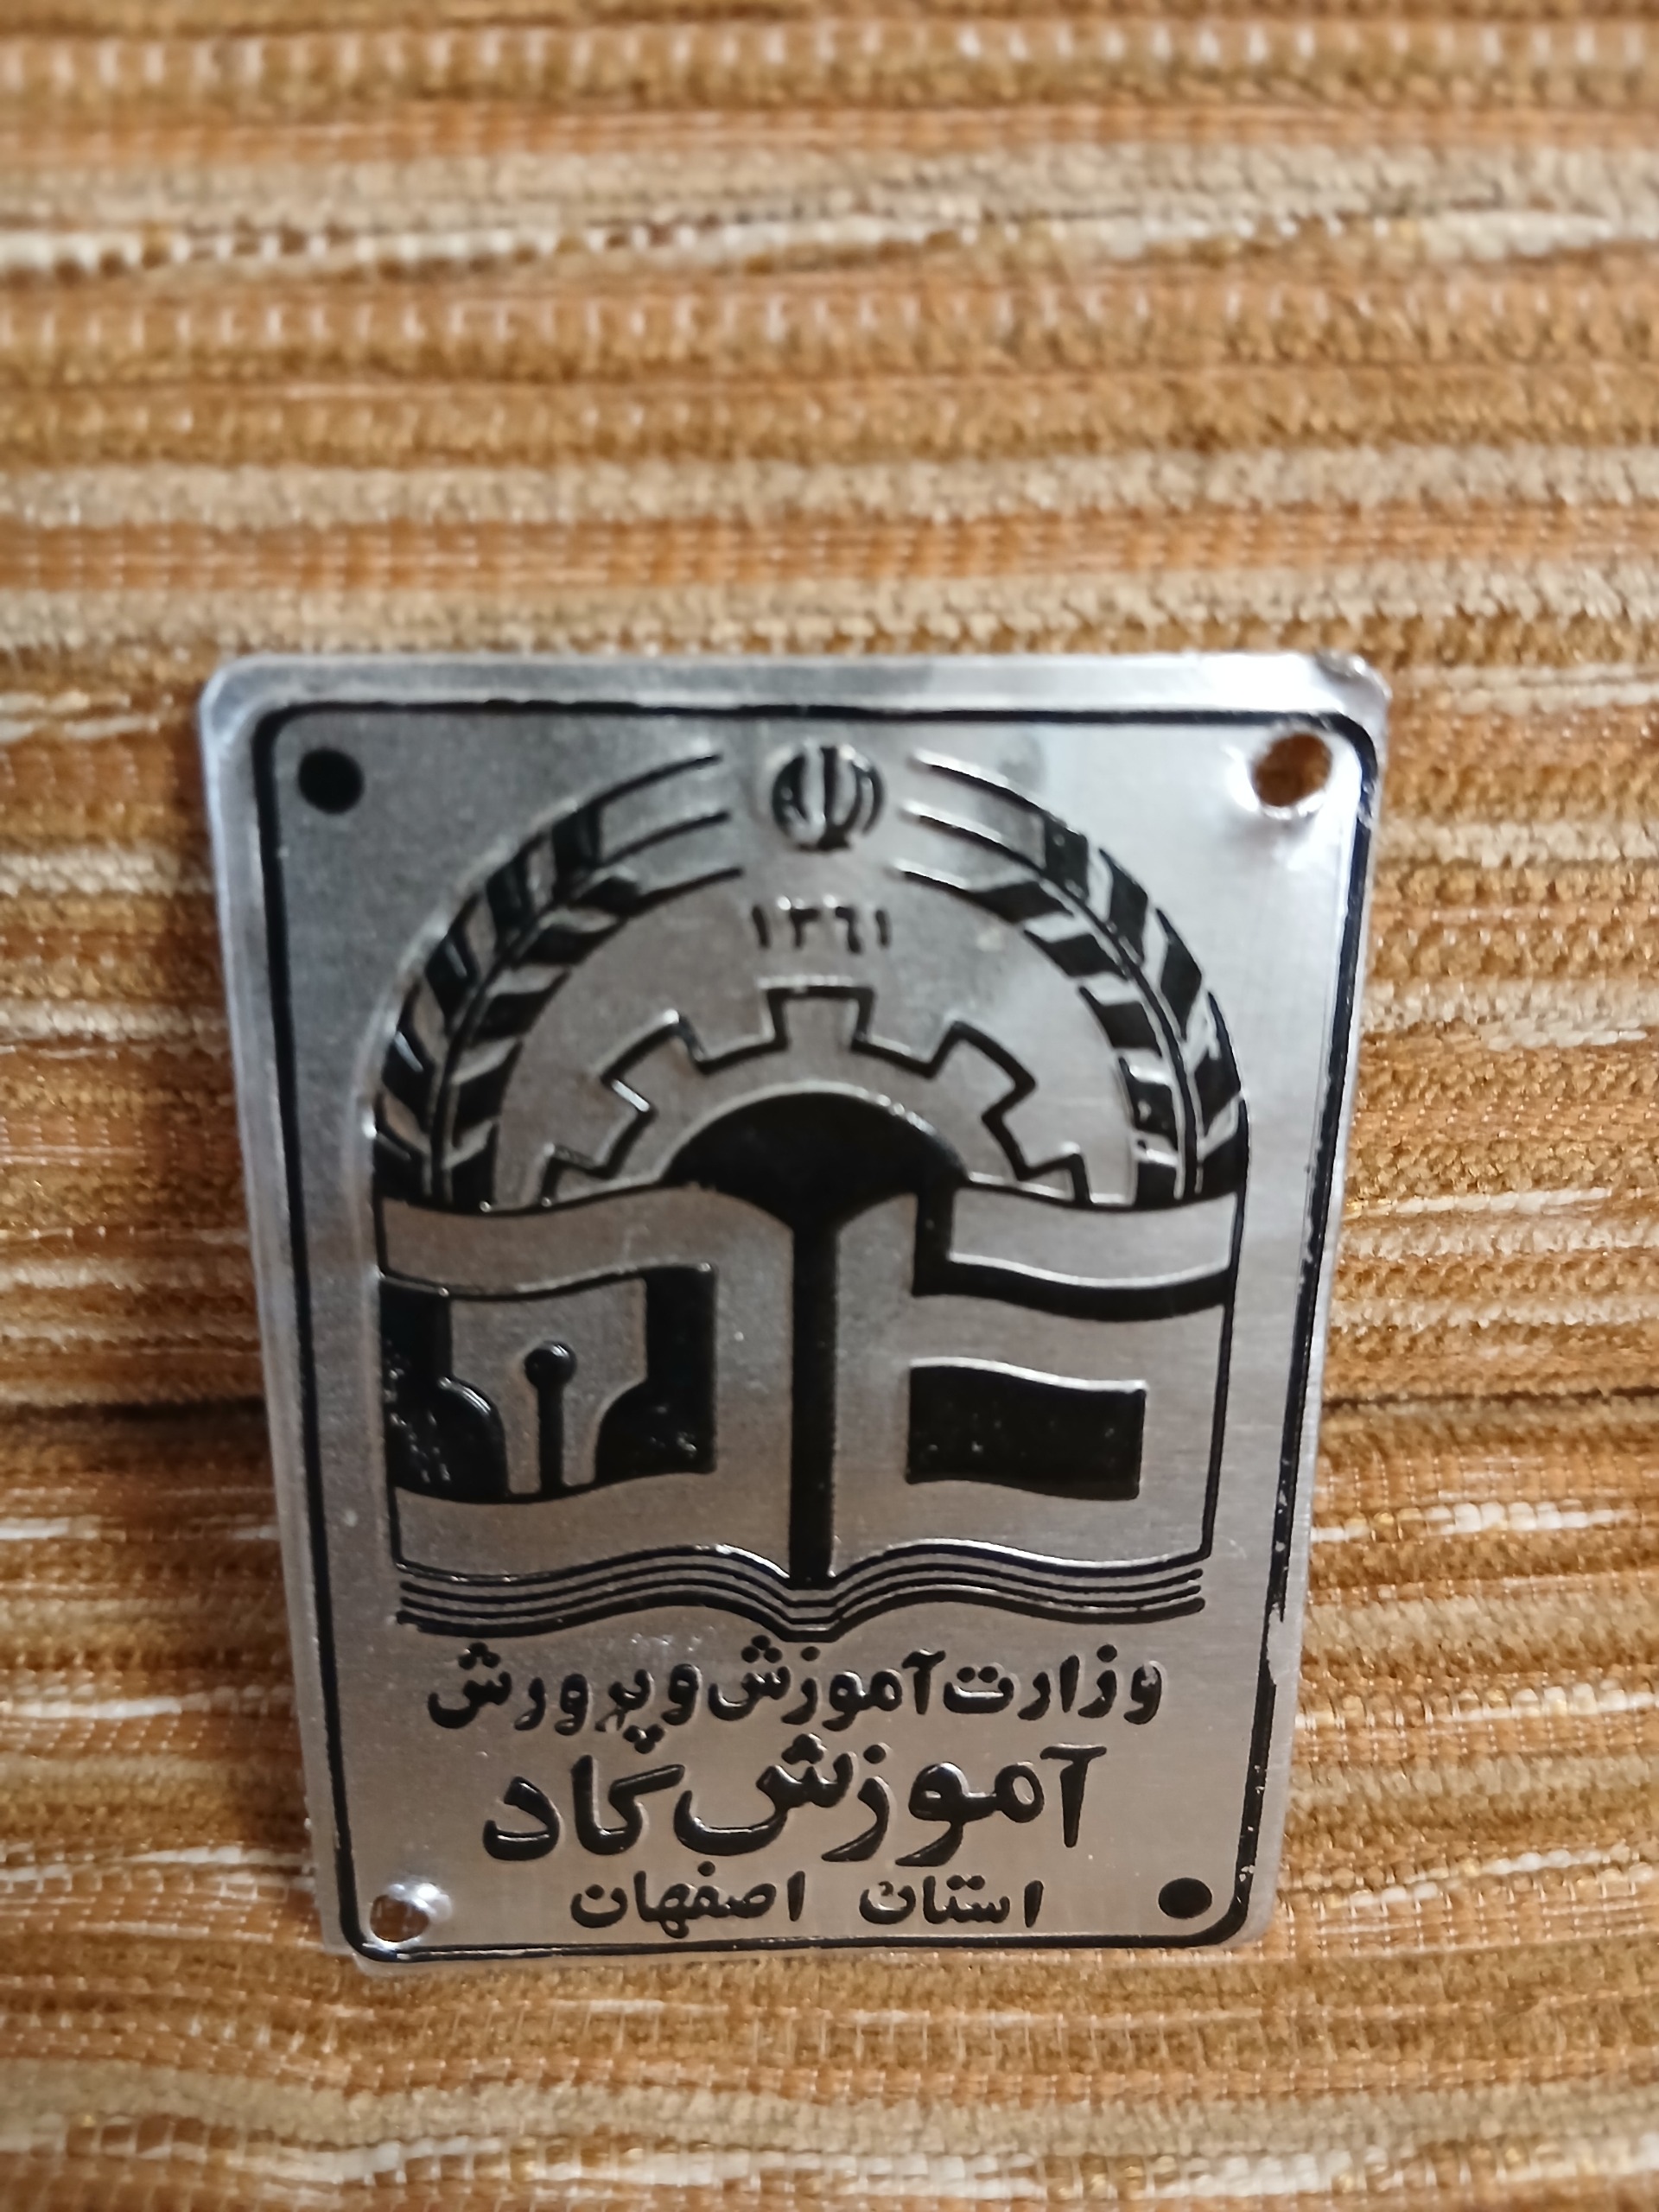 ۱۳۶۱
وزارت آموزش و پرورش
آموزش کاد
استان اصفهان